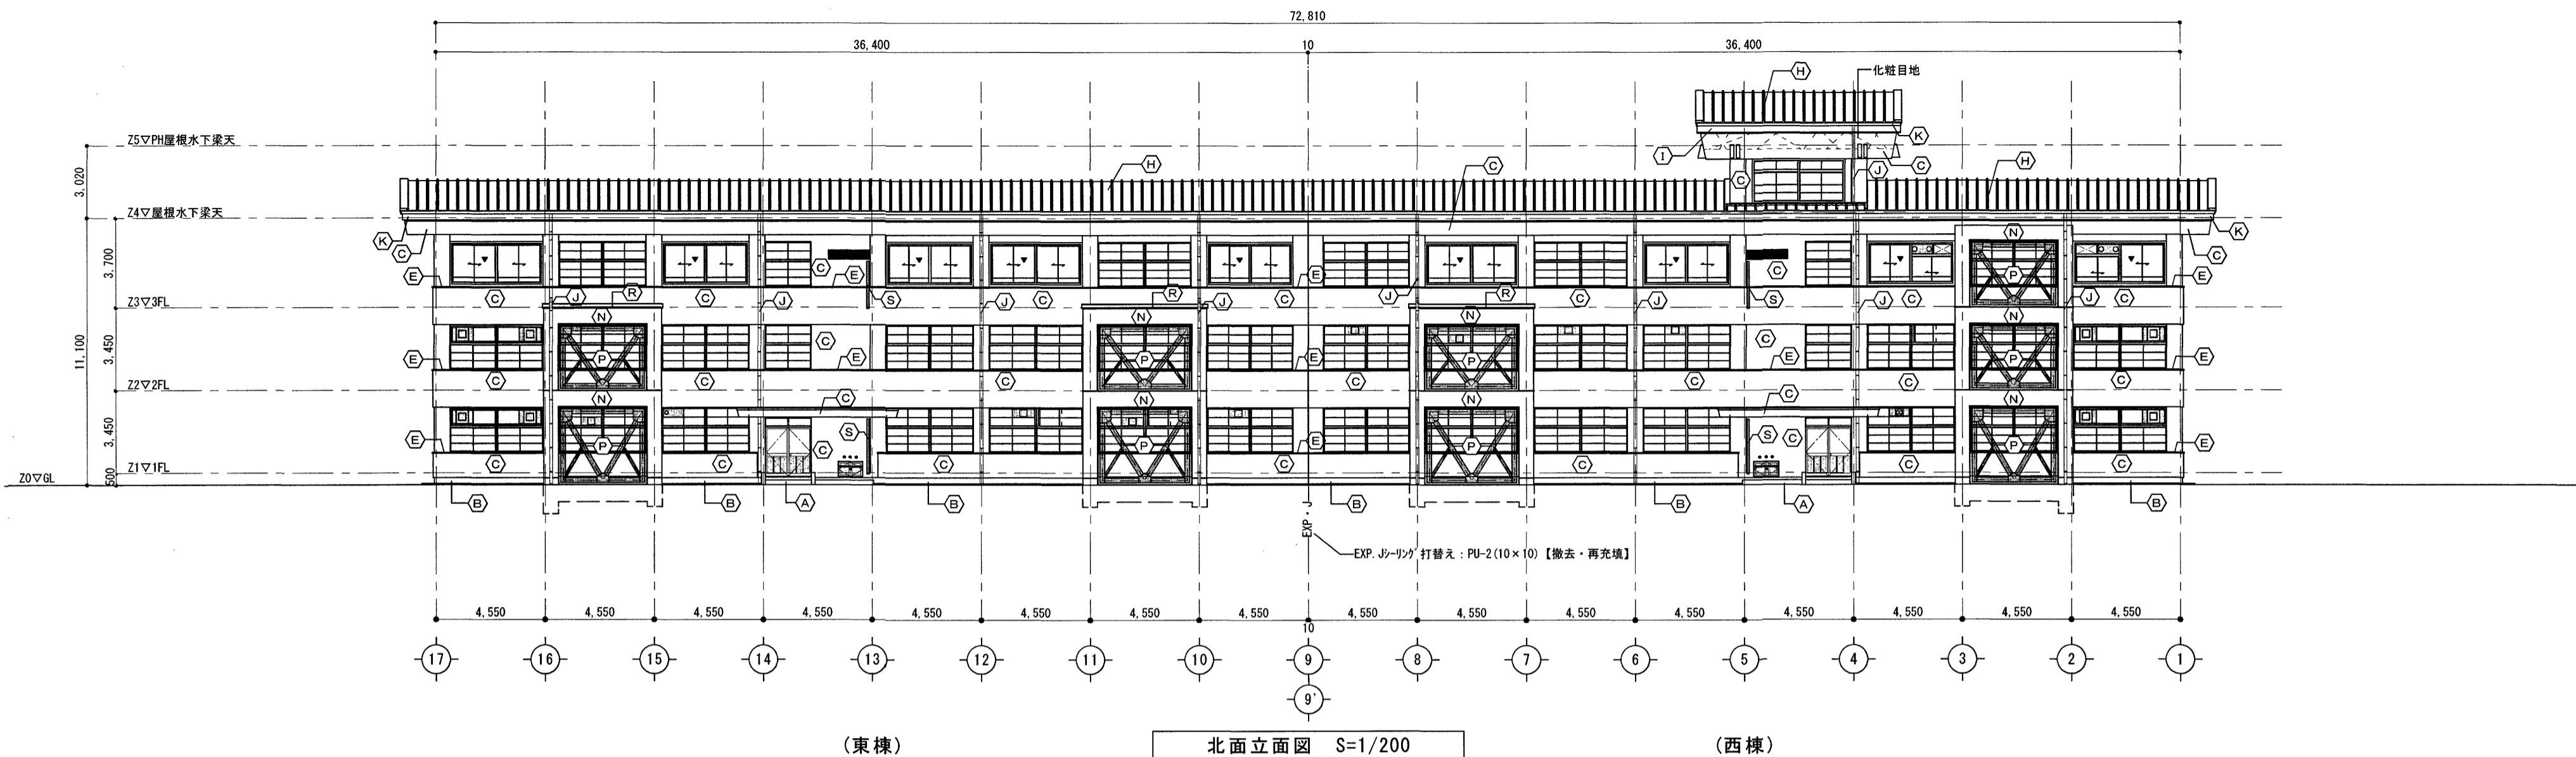 72,810
36,400 10 36,400
H 化粧目地
K
I C
Z5▽PH屋根水下梁天
H C H
C J
3,020
Z4▽屋根水下梁天
K C N C K
3,700
E C E C E P E
C C S C C S C C
J R J J R J J R J J J
Z3▽3FL
N N N N
11,100
3,450
C C
E P E P E P E P E
C C C C C C C
Z2▽2FL
N C N N C N
3,450
E P C S P E P S C P E
C C C C C C C
Z1▽1FL
500
Z0▽GL
B B A B B B A B
EXP・J
EXP.Jシーリング打替え：PU-2(10×10)【撤去・再充填】
4,550 4,550 4,550 4,550 4,550 4,550 4,550 4,550 4,550 4,550 4,550 4,550 4,550 4,550 4,550 4,550
10
17 16 15 14 13 12 11 10 9 8 7 6 5 4 3 2 1
9'
(東棟) 北面立面図 S=1/200 (西棟)